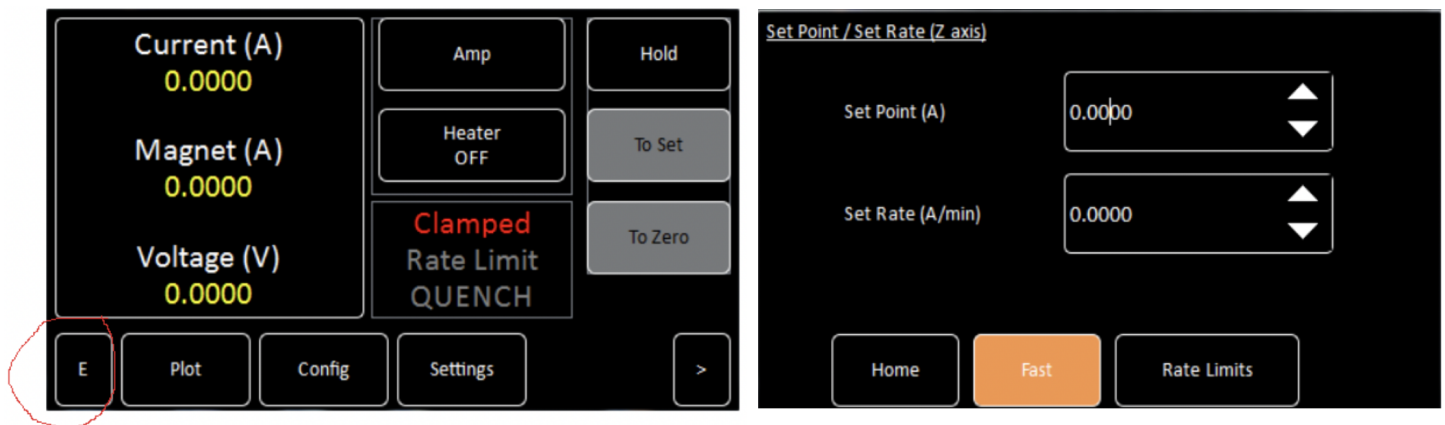 Current (A)
0.0000
Magnet (A)
0.0000
Voltage (V)
0.0000
Amp
Heater
OFF
Clamped
Rate Limit
QUENCH
Hold
To Set
To Zero
E
Plot
Config
Settings
>
Set Point / Set Rate (Z axis)
Set Point (A)
0.0000
Set Rate (A/min)
0.0000
Home
Fast
Rate Limits